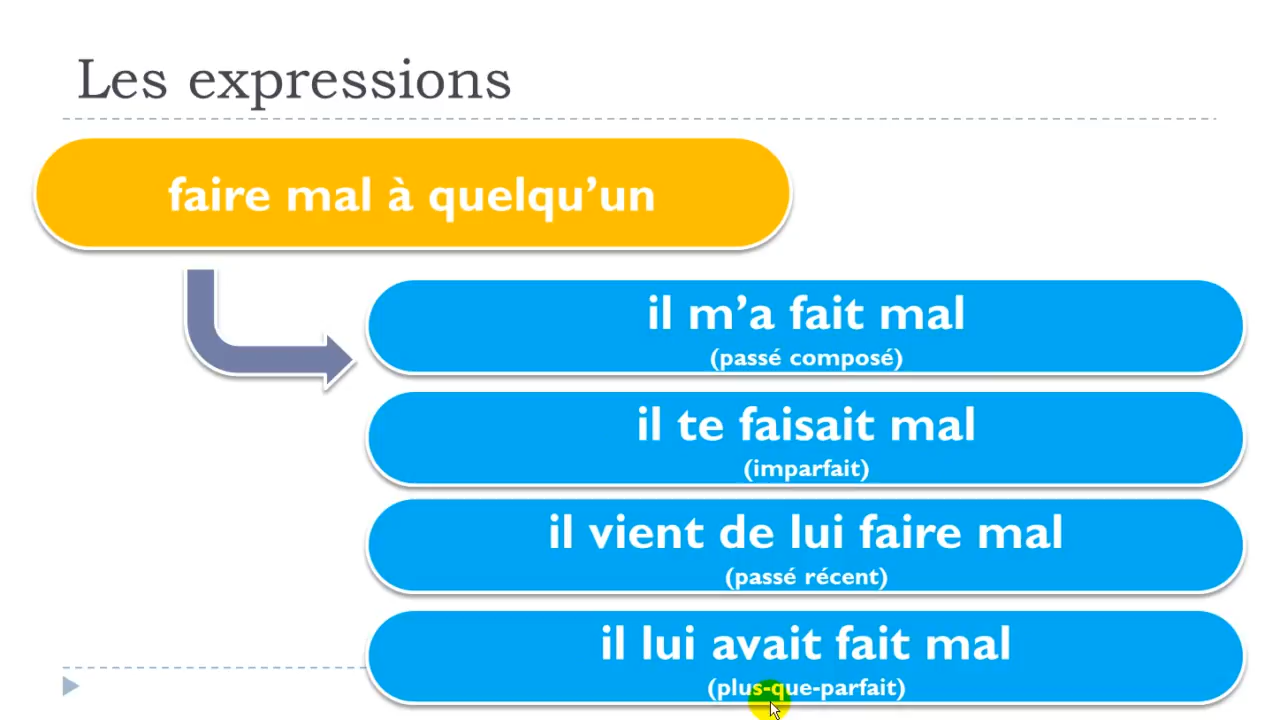 Les expressions
faire mal à quelqu’un
il m’a fait mal
(passé composé)
il te faisait mal
(imparfait)
il vient de lui faire mal
(passé récent)
il lui avait fait mal
(plus-que-parfait)